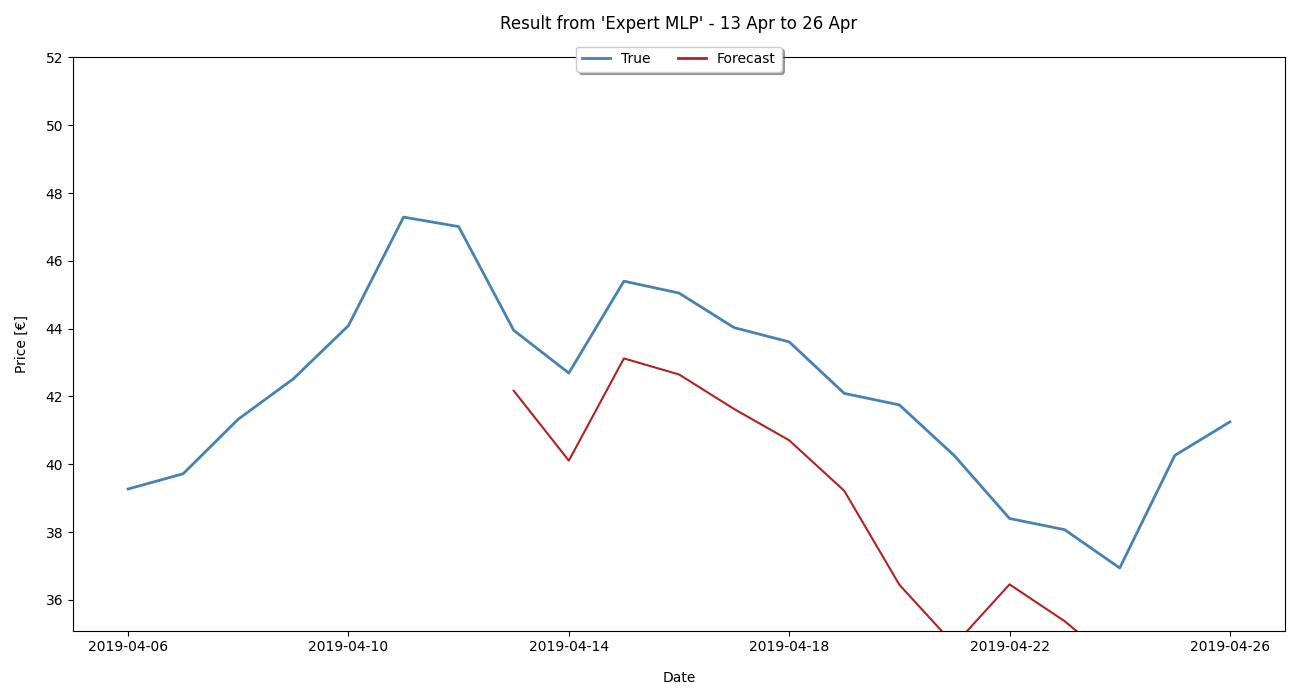 Result from 'Expert MLP' - 13 Apr to 26 Apr
True Forecast
52
50
48
46
44
42
40
38
36
Price [€]
2019-04-06 2019-04-10 2019-04-14 2019-04-18 2019-04-22 2019-04-26
Date